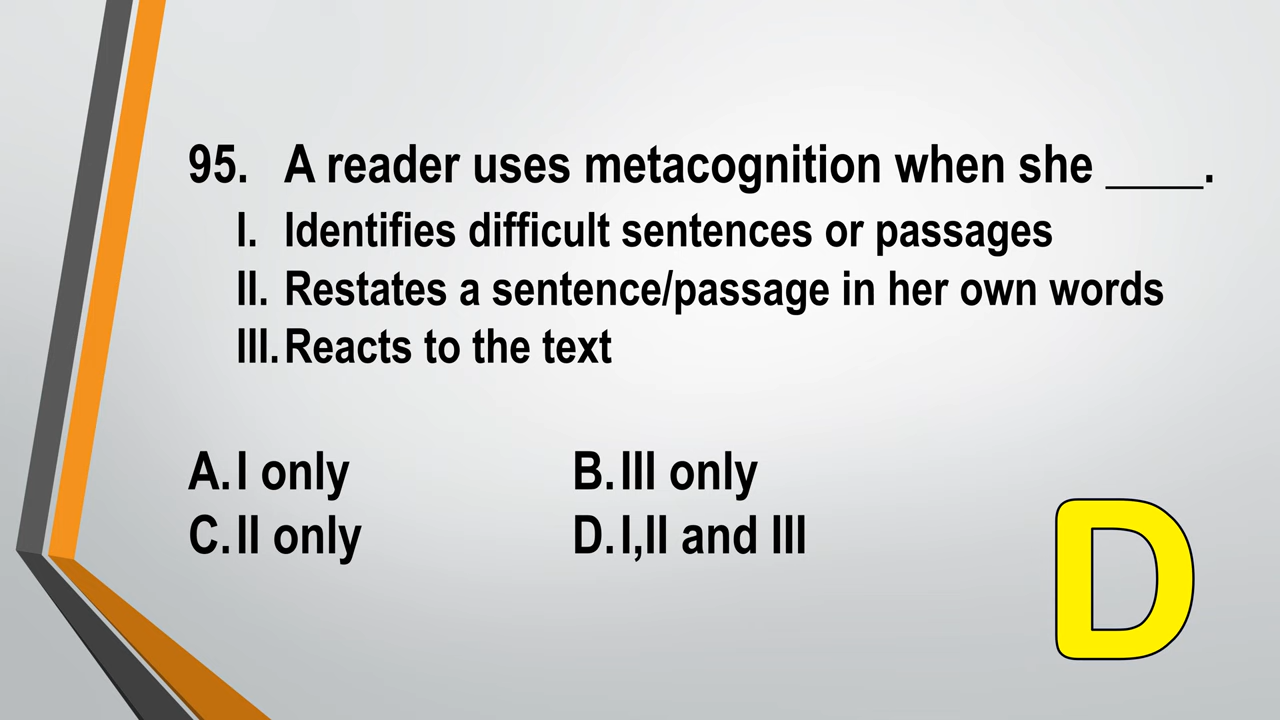 95. A reader uses metacognition when she ____.
I. Identifies difficult sentences or passages
II. Restates a sentence/passage in her own words
III. Reacts to the text
A. I only B. III only
C. II only D. I,II and III
D